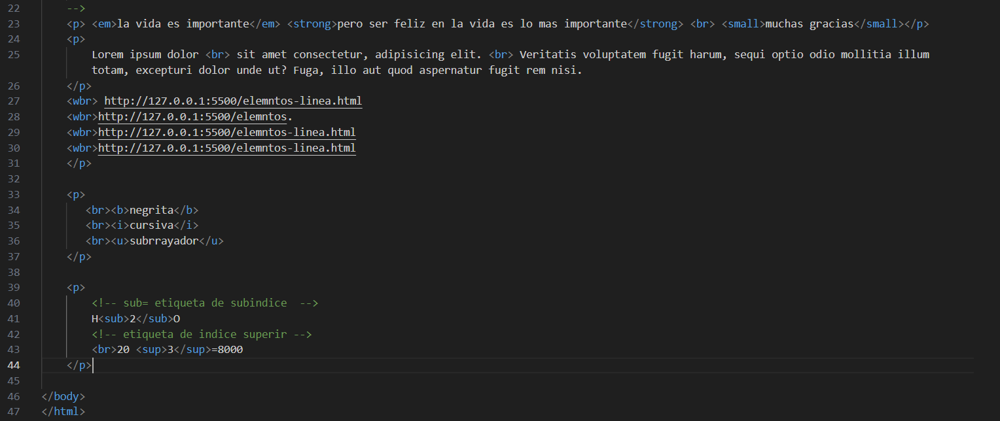 22 -->
23 <p> <em>la vida es importante</em> <strong>pero ser feliz en la vida es lo mas importante</strong> <br> <small>muchas gracias</small></p>
24 <p>
25 Lorem ipsum dolor <br> sit amet consectetur, adipisicing elit. <br> Veritatis voluptatem fugit harum, sequi optio odio mollitia illum
totam, excepturi dolor unde ut? Fuga, illo aut quod aspernatur fugit rem nisi.
26 </p>
27 <wbr> http://127.0.0.1:5500/elemntos-linea.html
28 <wbr>http://127.0.0.1:5500/elemntos.
29 <wbr>http://127.0.0.1:5500/elemntos-linea.html
30 <wbr>http://127.0.0.1:5500/elemntos-linea.html
31 </p>
32
33 <p>
34 <br><b>negrita</b>
35 <br><i>cursiva</i>
36 <br><u>subrrayador</u>
37 </p>
38
39 <p>
40 <!-- sub= etiqueta de subindice  -->
41 H<sub>2</sub>O
42 <!-- etiqueta de indice superir -->
43 <br>20 <sup>3</sup>=8000
44 </p>
45
46 </body>
47 </html>